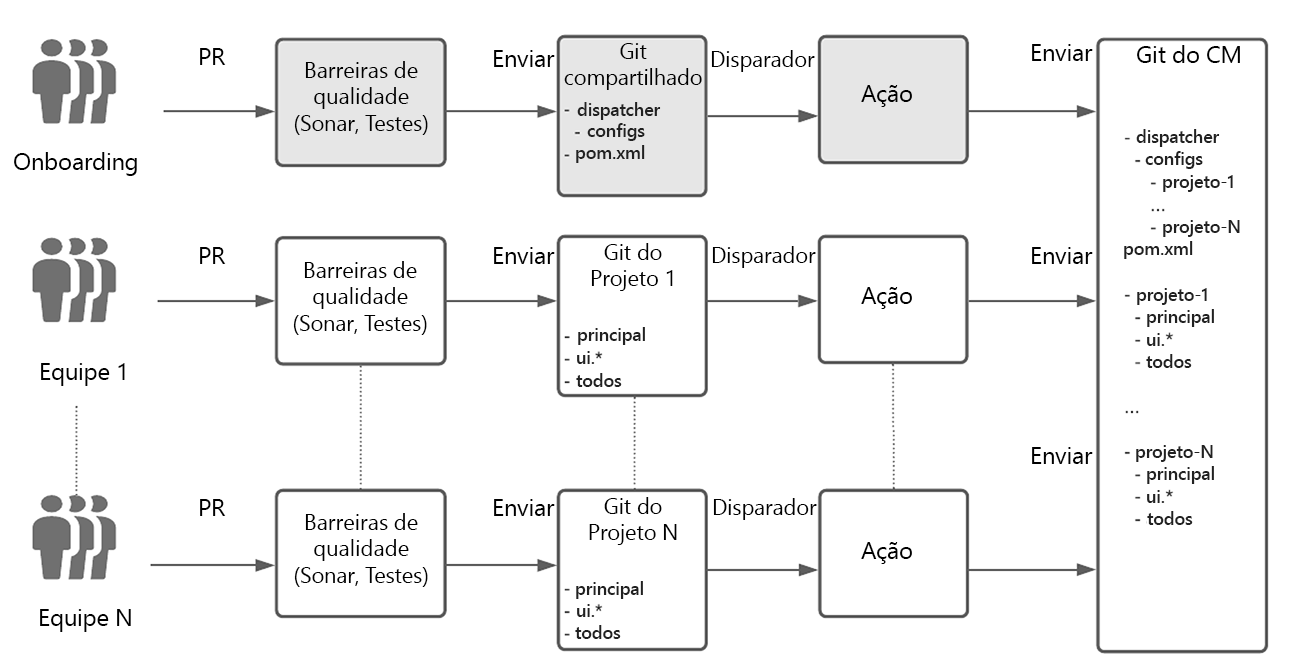 Onboarding
PR
Barreiras de
qualidade
(Sonar, Testes)
Enviar
Git
compartilhado
- dispatcher
- configs
- pom.xml
Disparador
Ação
Enviar
Equipe 1
PR
Barreiras de
qualidade
(Sonar, Testes)
Enviar
Git do
Projeto 1
- principal
- ui.*
- todos
Disparador
Ação
Enviar
Equipe N
PR
Barreiras de
qualidade
(Sonar, Testes)
Enviar
Git do
Projeto N
- principal
- ui.*
- todos
Disparador
Ação
Enviar
Git do CM
- dispatcher
- configs
- projeto-1
...
- projeto-N
pom.xml
- projeto-1
- principal
- ui.*
- todos
...
- projeto-N
- principal
- ui.*
- todos